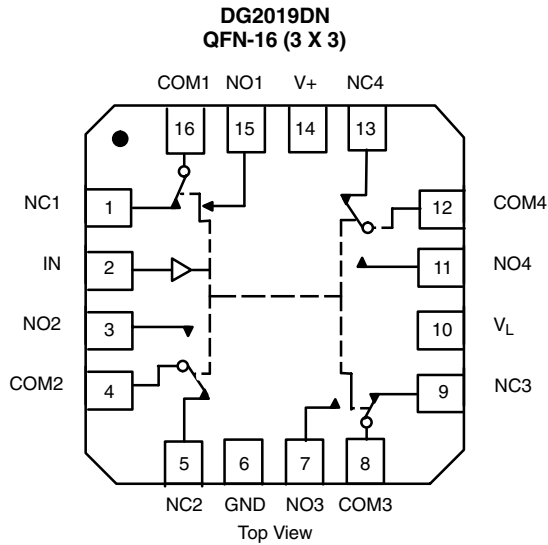 DG2019DN
QFN-16 (3 X 3)
COM1 NO1 V+ NC4
16 15 14 13
NC1 1 12 COM4
IN 2 11 NO4
NO2 3 10 VL
COM2 4 9 NC3
5 6 7 8
NC2 GND NO3 COM3
Top View